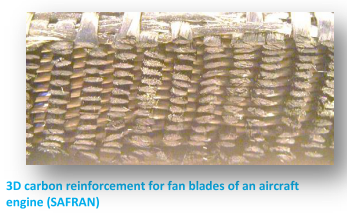 3D carbon reinforcement for fan blades of an aircraft
engine (SAFRAN)